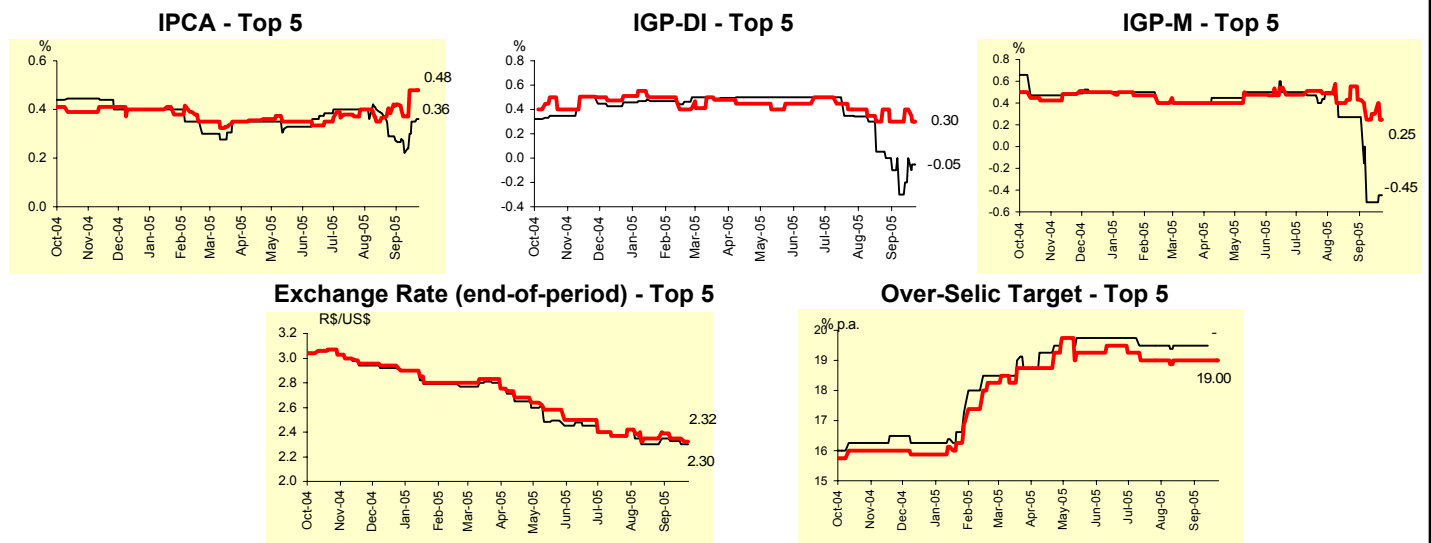 IPCA - Top 5
%
0.6
0.4
0.2
0.0
0.48
0.36
Oct-04
Nov-04
Dec-04
Jan-05
Feb-05
Mar-05
Apr-05
May-05
Jun-05
Jul-05
Aug-05
Sep-05
IGP-DI - Top 5
%
0.8
0.6
0.4
0.2
0.0
-0.2
-0.4
0.30
-0.05
Oct-04
Nov-04
Dec-04
Jan-05
Feb-05
Mar-05
Apr-05
May-05
Jun-05
Jul-05
Aug-05
Sep-05
IGP-M - Top 5
%
0.8
0.6
0.4
0.2
0.0
-0.2
-0.4
-0.6
0.25
-0.45
Oct-04
Nov-04
Dec-04
Jan-05
Feb-05
Mar-05
Apr-05
May-05
Jun-05
Jul-05
Aug-05
Sep-05
Exchange Rate (end-of-period) - Top 5
R$/US$
3.2
3.0
2.8
2.6
2.4
2.2
2.0
2.32
2.30
Oct-04
Nov-04
Dec-04
Jan-05
Feb-05
Mar-05
Apr-05
May-05
Jun-05
Jul-05
Aug-05
Sep-05
Over-Selic Target - Top 5
% p.a.
20
19
18
17
16
15
-
19.00
Oct-04
Nov-04
Dec-04
Jan-05
Feb-05
Mar-05
Apr-05
May-05
Jun-05
Jul-05
Aug-05
Sep-05